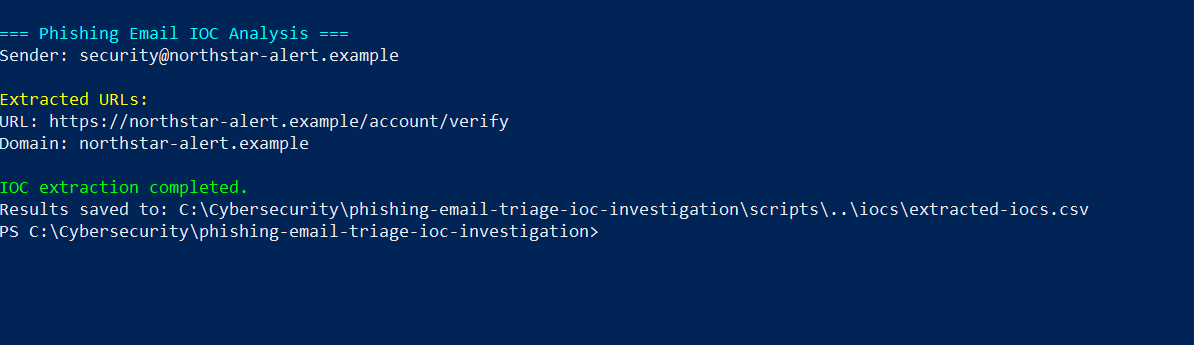 === Phishing Email IOC Analysis ===
Sender: security@northstar-alert.example
Extracted URLs:
URL: https://northstar-alert.example/account/verify
Domain: northstar-alert.example
IOC extraction completed.
Results saved to: C:\Cybersecurity\phishing-email-triage-ioc-investigation\scripts\..\iocs\extracted-iocs.csv
PS C:\Cybersecurity\phishing-email-triage-ioc-investigation>